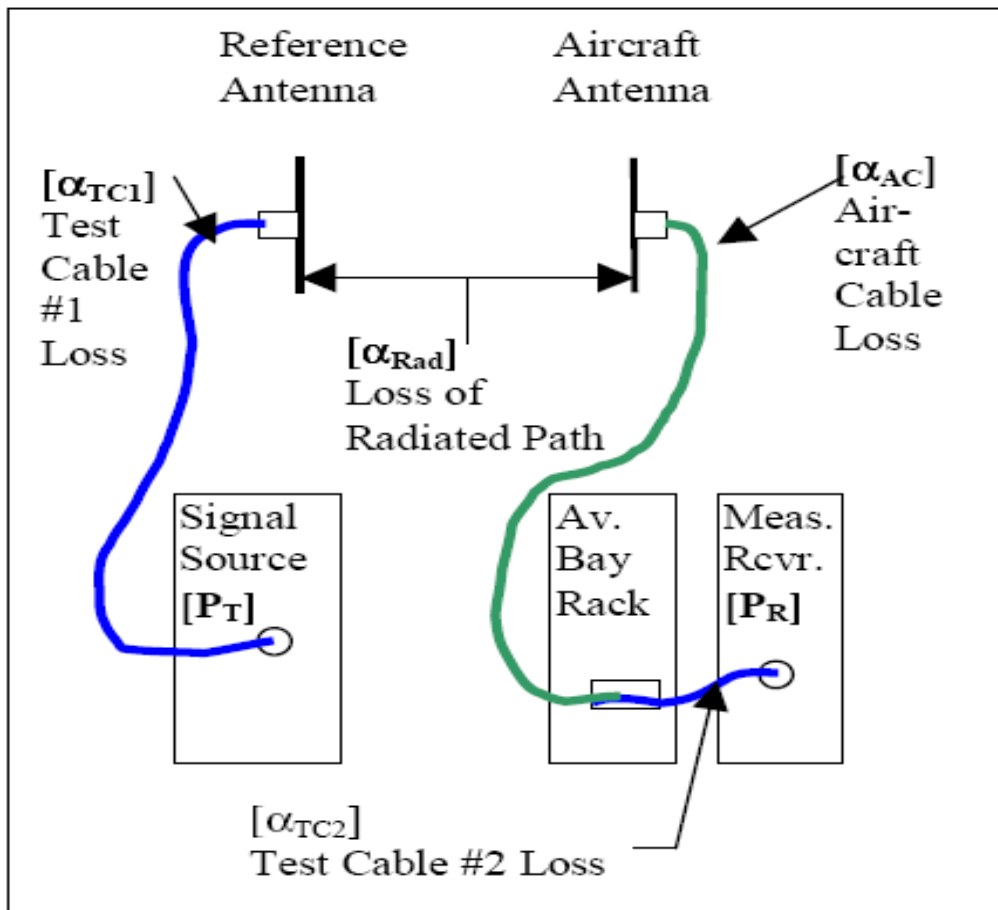 Reference
Antenna
Aircraft
Antenna
[αTC1]
Test
Cable
#1
Loss
[αAC]
Air-
craft
Cable
Loss
[αRad]
Loss of
Radiated Path
Signal
Source
[PT]
Av.
Bay
Rack
Meas.
Rcvr.
[PR]
[αTC2]
Test Cable #2 Loss